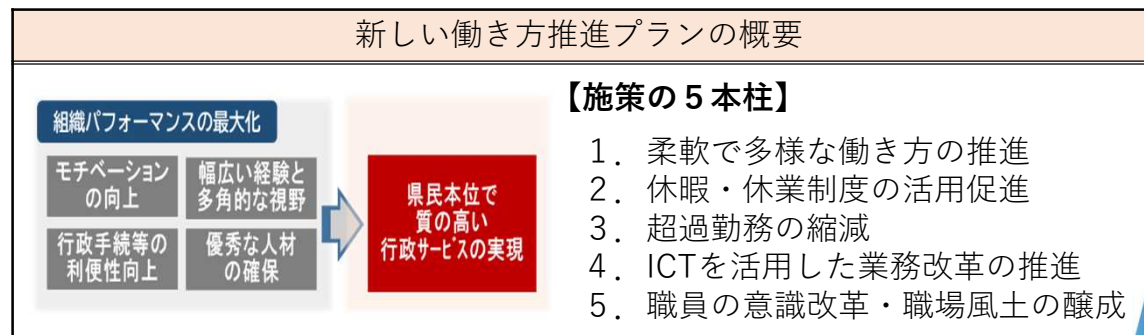 新しい働き方推進プランの概要
組織パフォーマンスの最大化
モチベーション
の向上
幅広い経験と
多角的な視野
行政手続等の
利便性向上
優秀な人材
の確保
県民本位で
質の高い
行政サービスの実現
【施策の５本柱】
１．柔軟で多様な働き方の推進
２．休暇・休業制度の活用促進
３．超過勤務の縮減
４．ICTを活用した業務改革の推進
５．職員の意識改革・職場風土の醸成